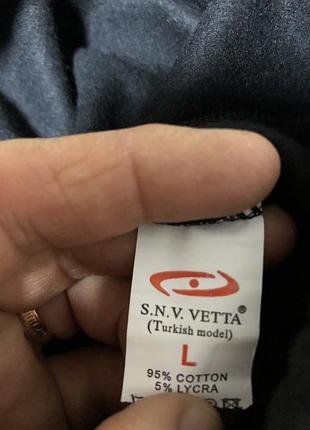 S.N.V. VETTA®
(Turkish model)
L
95% COTTON
5% LYCRA